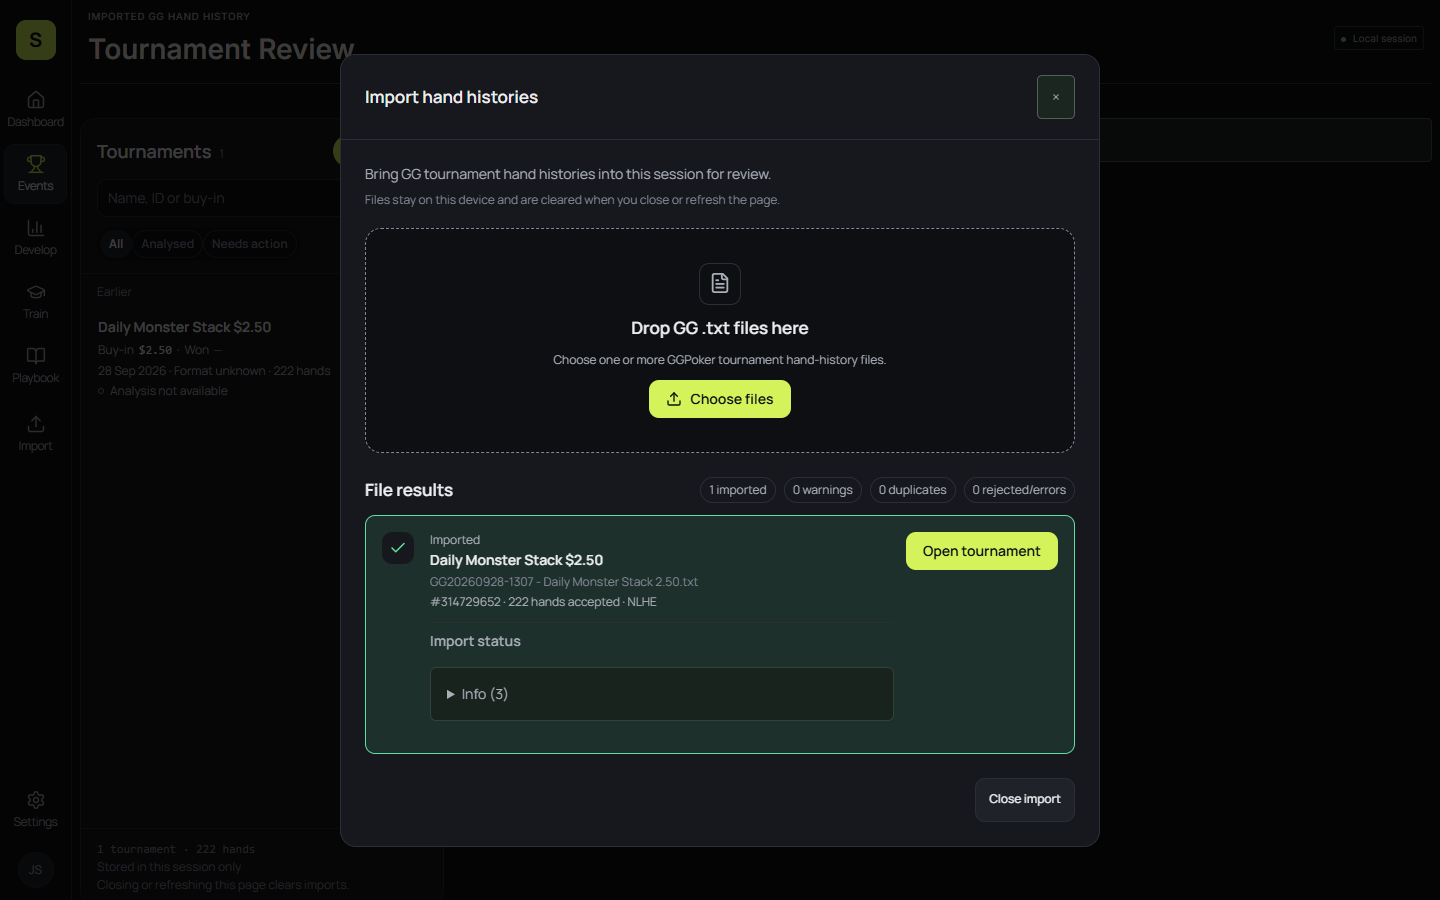 IMPORTED GG HAND HISTORY
Tournament Review
Local session
S
Dashboard
Events
Develop
Train
Playbook
Import
Settings
JS
Tournaments 1
Name, ID or buy-in
All
Analysed
Needs action
Earlier
Daily Monster Stack $2.50
Buy-in $2.50 · Won —
28 Sep 2026 · Format unknown · 222 hands
Analysis not available
1 tournament · 222 hands
Stored in this session only
Closing or refreshing this page clears imports.
Import hand histories
×
Bring GG tournament hand histories into this session for review.
Files stay on this device and are cleared when you close or refresh the page.
Drop GG .txt files here
Choose one or more GGPoker tournament hand-history files.
Choose files
File results
1 imported
0 warnings
0 duplicates
0 rejected/errors
Imported
Daily Monster Stack $2.50
GG20260928-1307 - Daily Monster Stack 2.50.txt
#314729652 · 222 hands accepted · NLHE
Open tournament
Import status
Info (3)
Close import